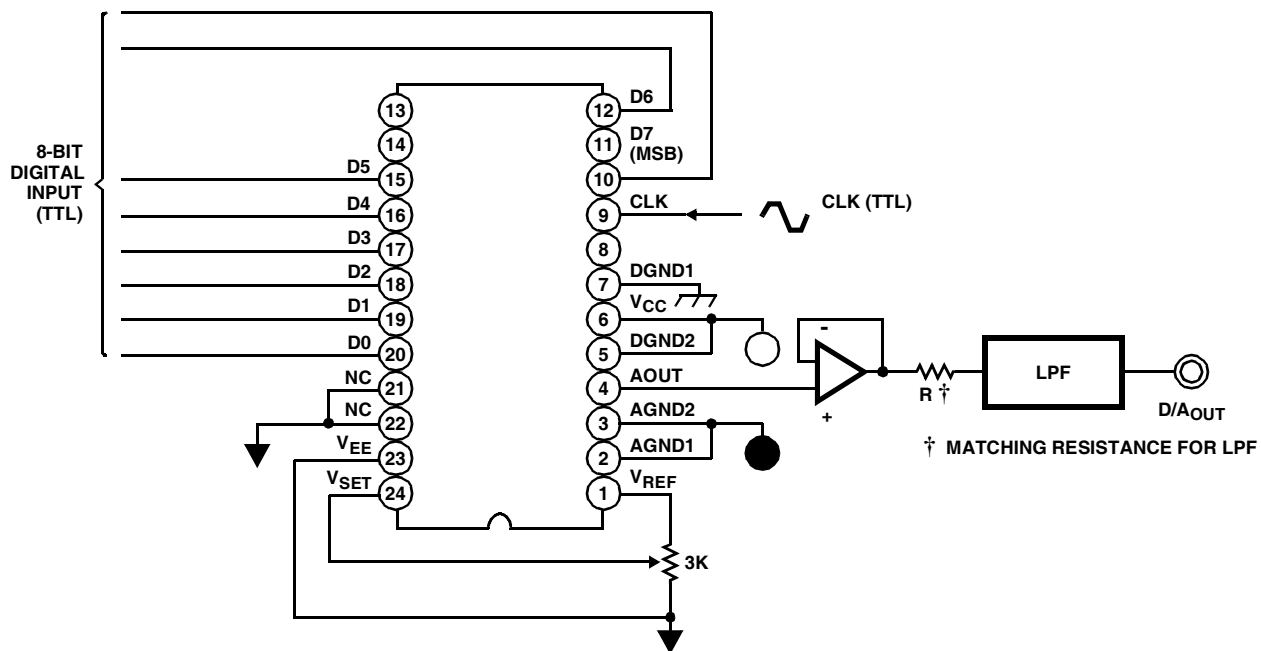 8-BIT
DIGITAL
INPUT
(TTL)
13
14
D5 15
D4 16
D3 17
D2 18
D1 19
D0 20
NC 21
NC 22
VEE 23
VSET 24
12 D6
11 D7
(MSB)
10
9 CLK
CLK (TTL)
8
7 DGND1
6 VCC
5 DGND2
4 AOUT
3 AGND2
2 AGND1
1 VREF
3K
-
+
R †
LPF
D/AOUT
† MATCHING RESISTANCE FOR LPF